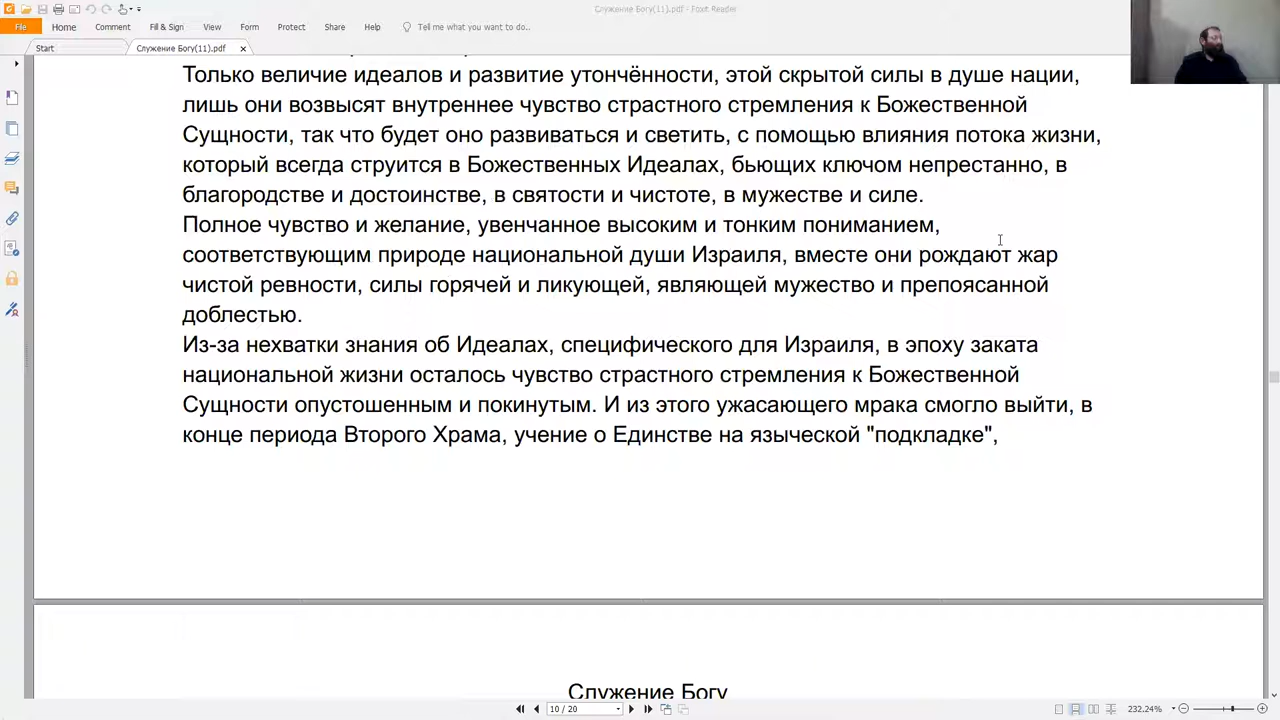 Служение Богу(11).pdf - Foxit Reader
File Home Comment Fill & Sign View Form Protect Share Help Tell me what you want to do..
Start Служение Богу(11).pdf
Только величие идеалов и развитие утончённости, этой скрытой силы в душе нации,
лишь они возвысят внутреннее чувство страстного стремления к Божественной
Сущности, так что будет оно развиваться и светить, с помощью влияния потока жизни,
который всегда струится в Божественных Идеалах, бьющих ключом непрестанно, в
благородстве и достоинстве, в святости и чистоте, в мужестве и силе.
Полное чувство и желание, увенчанное высоким и тонким пониманием,
соответствующим природе национальной души Израиля, вместе они рождают жар
чистой ревности, силы горячей и ликующей, являющей мужество и препоясанной
доблестью.
Из-за нехватки знания об Идеалах, специфического для Израиля, в эпоху заката
национальной жизни осталось чувство страстного стремления к Божественной
Сущности опустошенным и покинутым. И из этого ужасающего мрака смогло выйти, в
конце периода Второго Храма, учение о Единстве на языческой "подкладке",
Служение Богу
10 / 20 232.24%